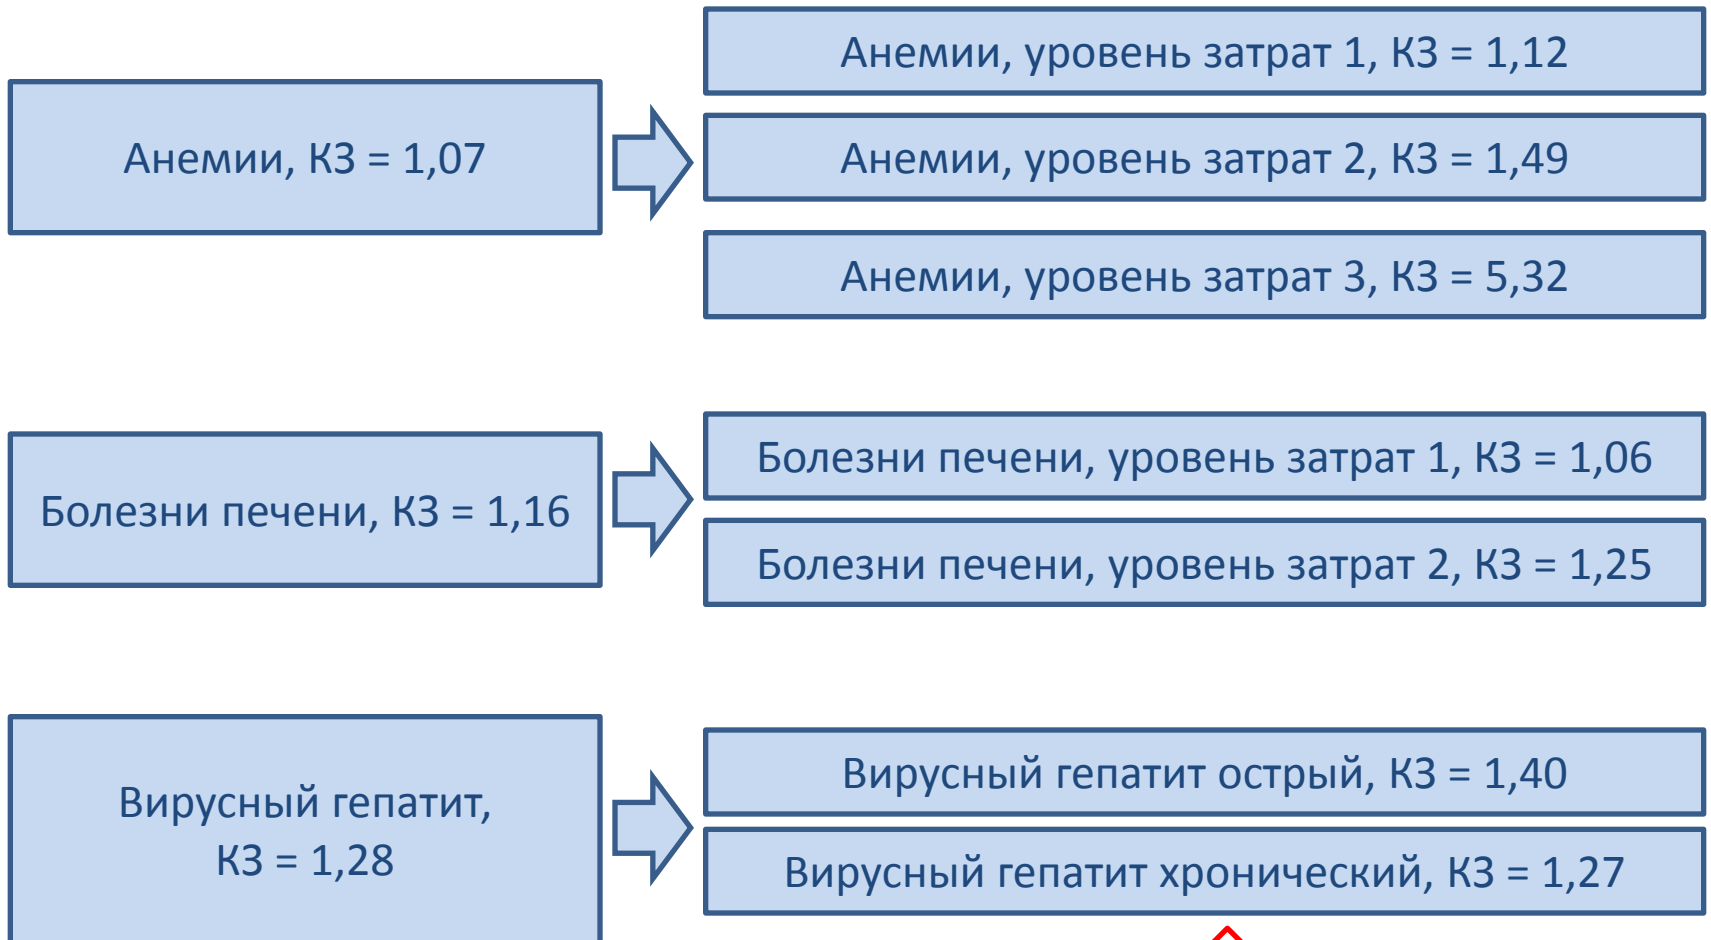 Анемии, КЗ = 1,07
Анемии, уровень затрат 1, КЗ = 1,12
Анемии, уровень затрат 2, КЗ = 1,49
Анемии, уровень затрат 3, КЗ = 5,32
Болезни печени, КЗ = 1,16
Болезни печени, уровень затрат 1, КЗ = 1,06
Болезни печени, уровень затрат 2, КЗ = 1,25
Вирусный гепатит,
КЗ = 1,28
Вирусный гепатит острый, КЗ = 1,40
Вирусный гепатит хронический, КЗ = 1,27